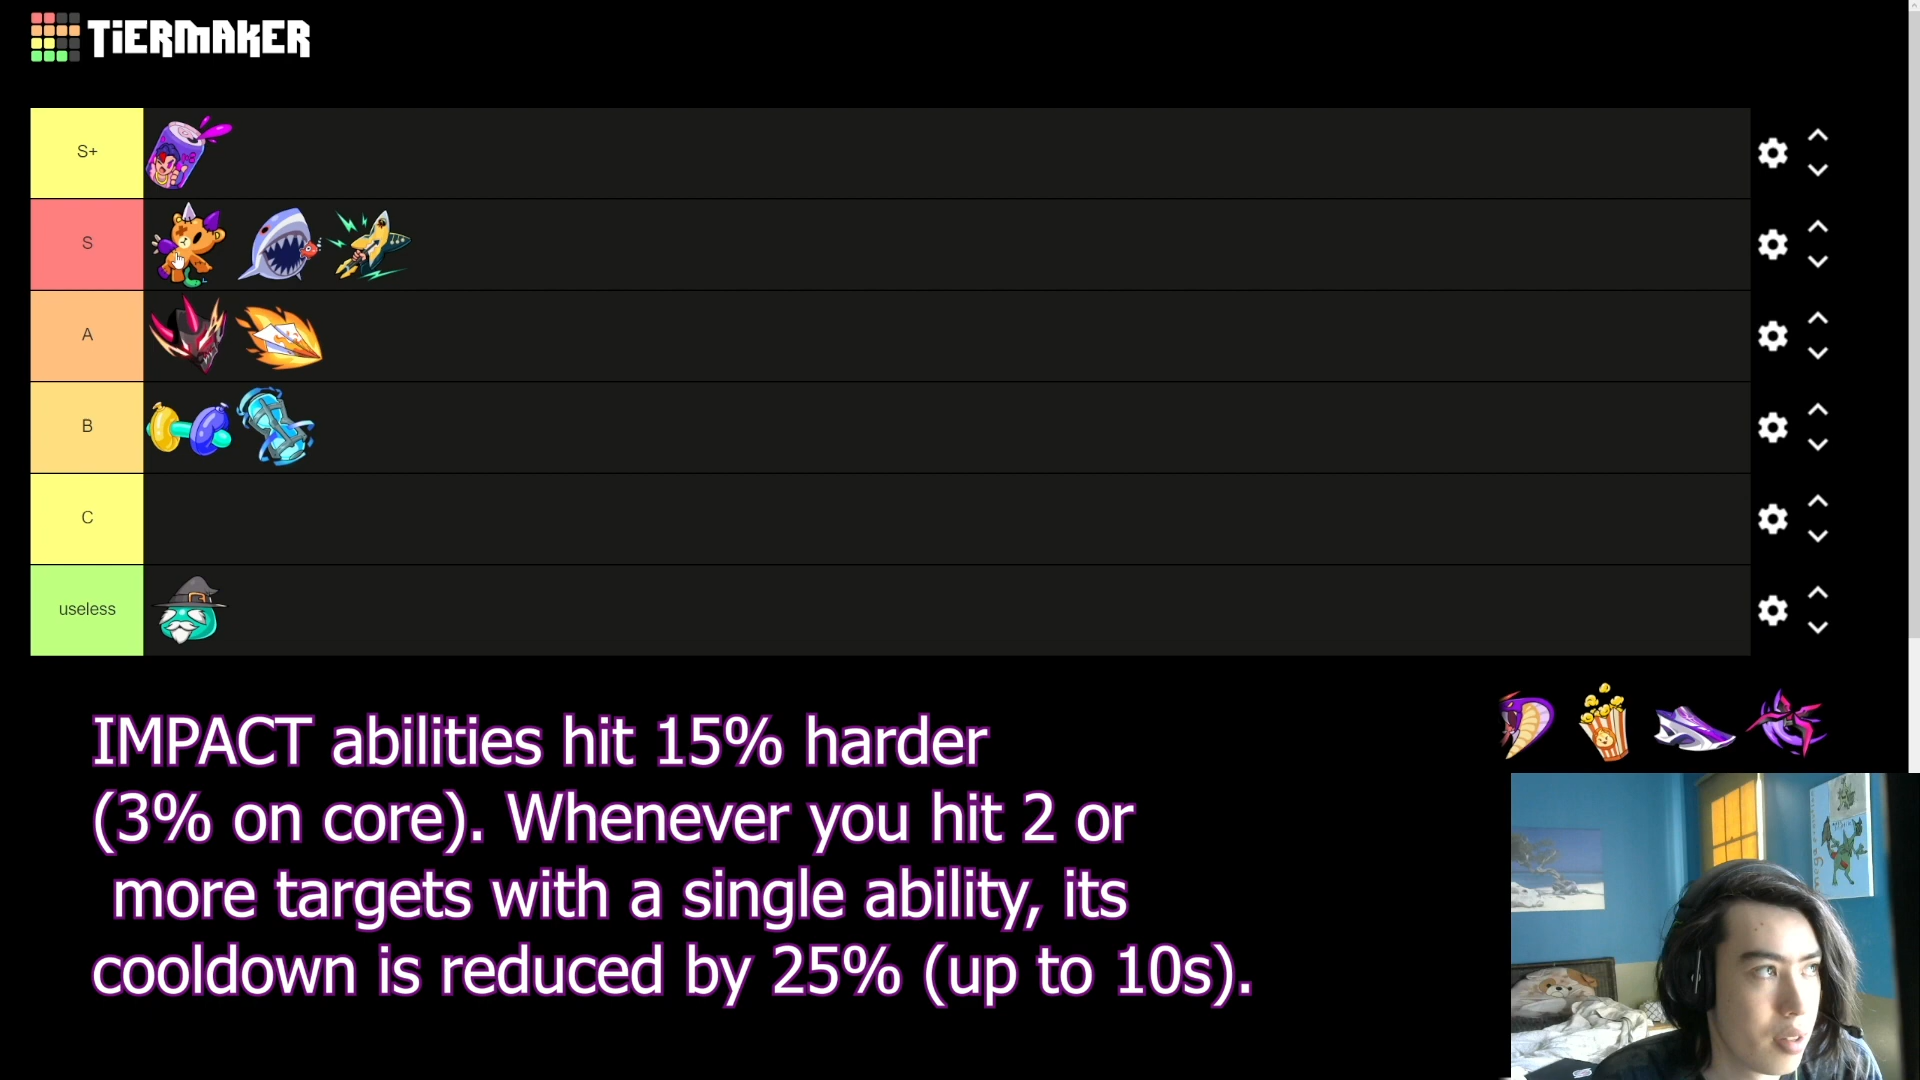 TiERMAKER
S+
S
A
B
C
useless
IMPACT abilities hit 15% harder
(3% on core). Whenever you hit 2 or
more targets with a single ability, its
cooldown is reduced by 25% (up to 10s).